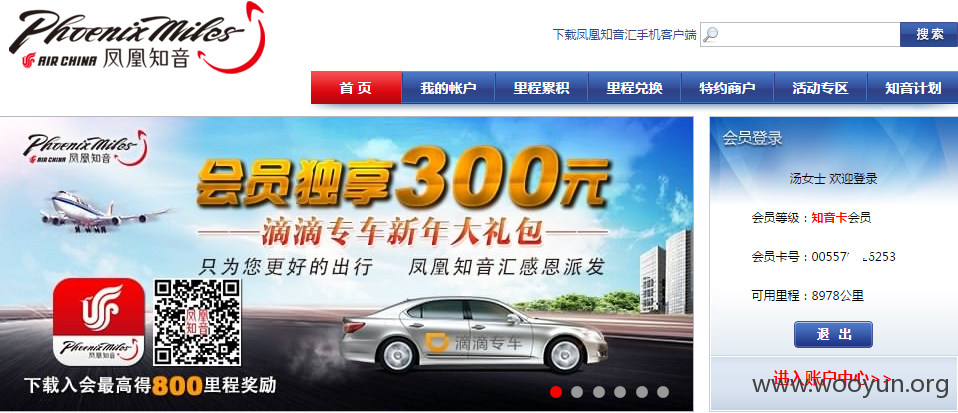 Phoenix Miles
AIR CHINA 凤凰知音
下载凤凰知音汇手机客户端
搜 索
首 页
我的帐户
里程累积
里程兑换
特约商户
活动专区
知音计划
Phoenix Miles
AIR CHINA 凤凰知音
会员独享300元
滴滴专车新年大礼包
只为您更好的出行 凤凰知音汇感恩派发
Phoenix Miles
凤凰知音
凤凰
知音
滴滴专车
下载入会最高得800里程奖励
会员登录
汤女士 欢迎登录
会员等级：知音卡会员
会员卡号：00557 6253
可用里程：8978公里
退 出
进入账户中心>>
www.wooyun.org